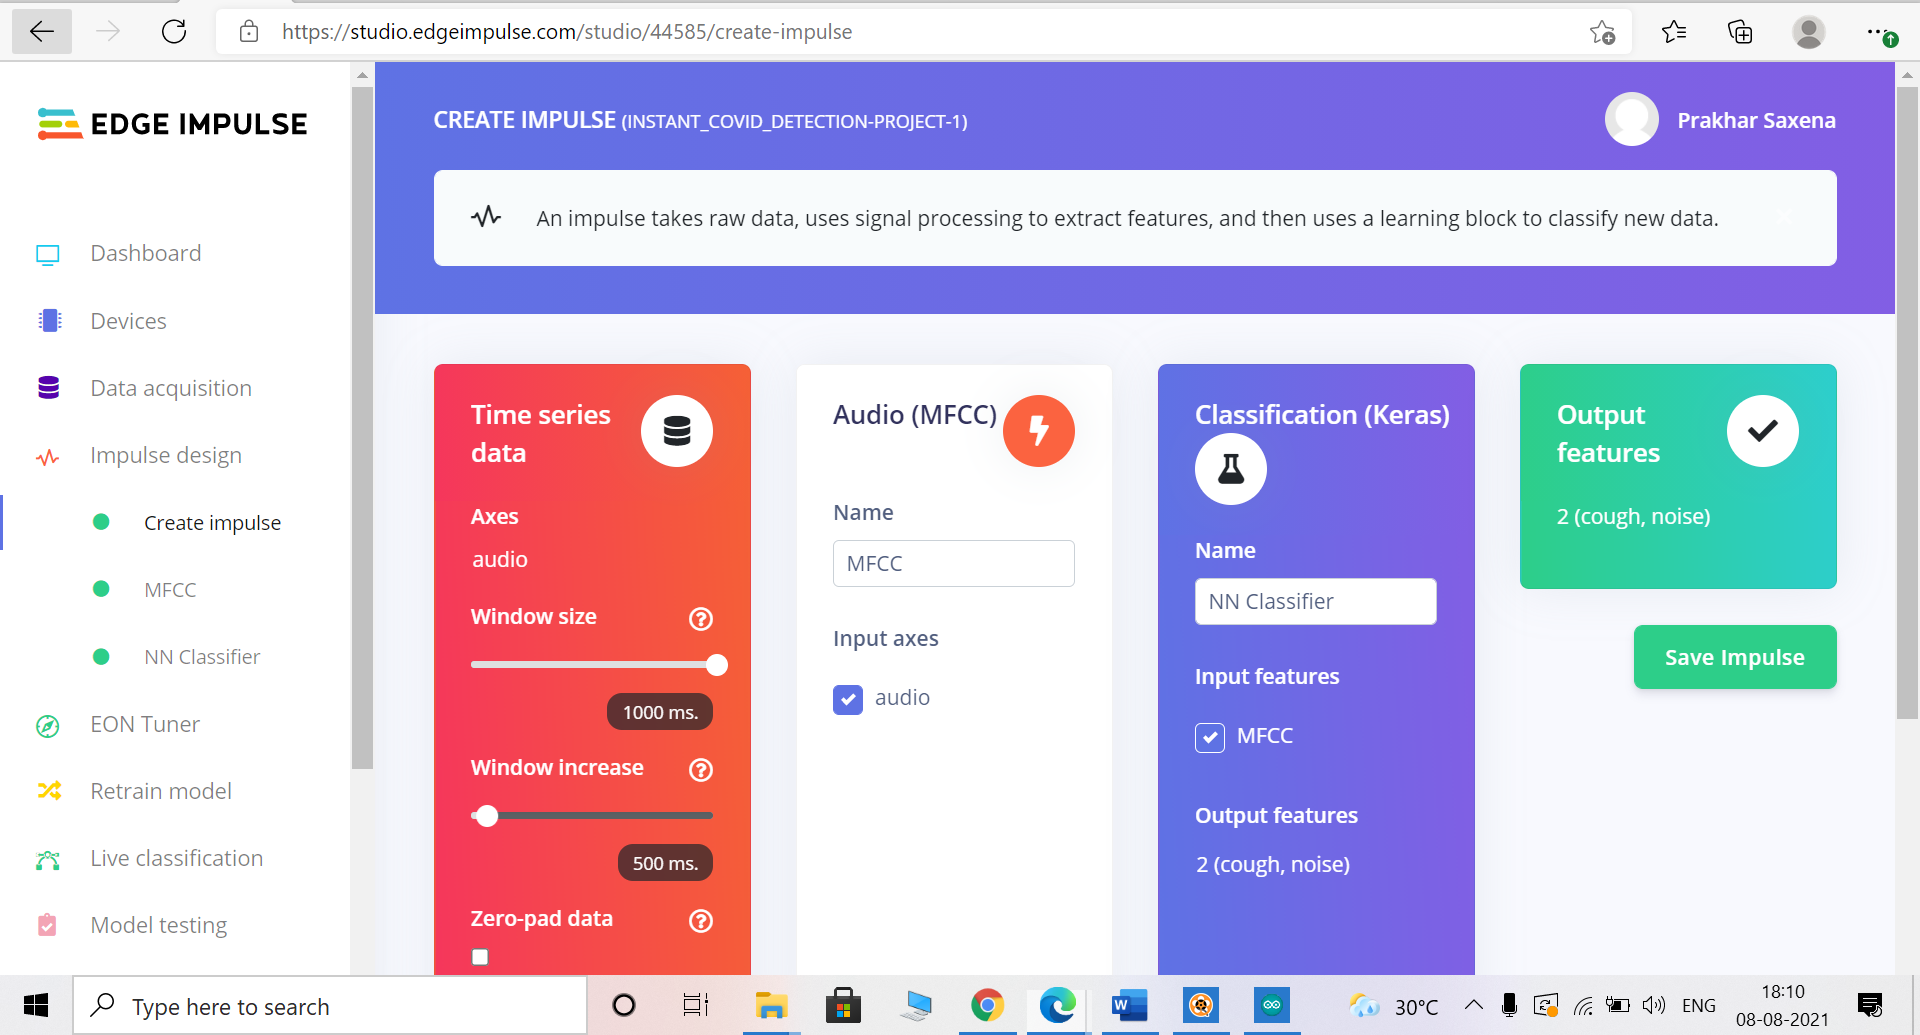 https://studio.edgeimpulse.com/studio/44585/create-impulse
EDGE IMPULSE
Dashboard
Devices
Data acquisition
Impulse design
Create impulse
MFCC
NN Classifier
EON Tuner
Retrain model
Live classification
Model testing
CREATE IMPULSE (INSTANT_COVID_DETECTION-PROJECT-1)
Prakhar Saxena
An impulse takes raw data, uses signal processing to extract features, and then uses a learning block to classify new data.
Time series
data
Axes
audio
Window size
1000 ms.
Window increase
500 ms.
Zero-pad data
Audio (MFCC)
Name
MFCC
Input axes
audio
Classification (Keras)
Name
NN Classifier
Input features
MFCC
Output features
2 (cough, noise)
Output
features
2 (cough, noise)
Save Impulse
Type here to search
30°C
ENG
18:10
08-08-2021